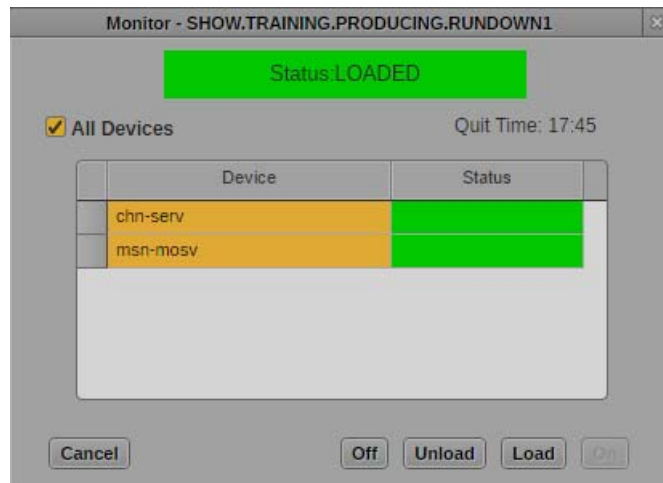 Monitor - SHOW.TRAINING.PRODUCING.RUNDOWN1
Status:LOADED
All Devices
Quit Time: 17:45
Device Status
chn-serv
msn-mosv
Cancel Off Unload Load On